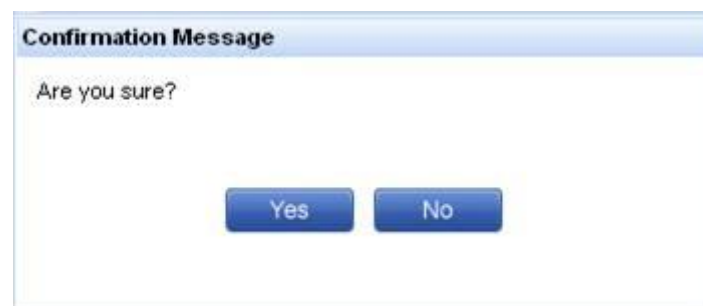 Confirmation Message
Are you sure?
Yes No